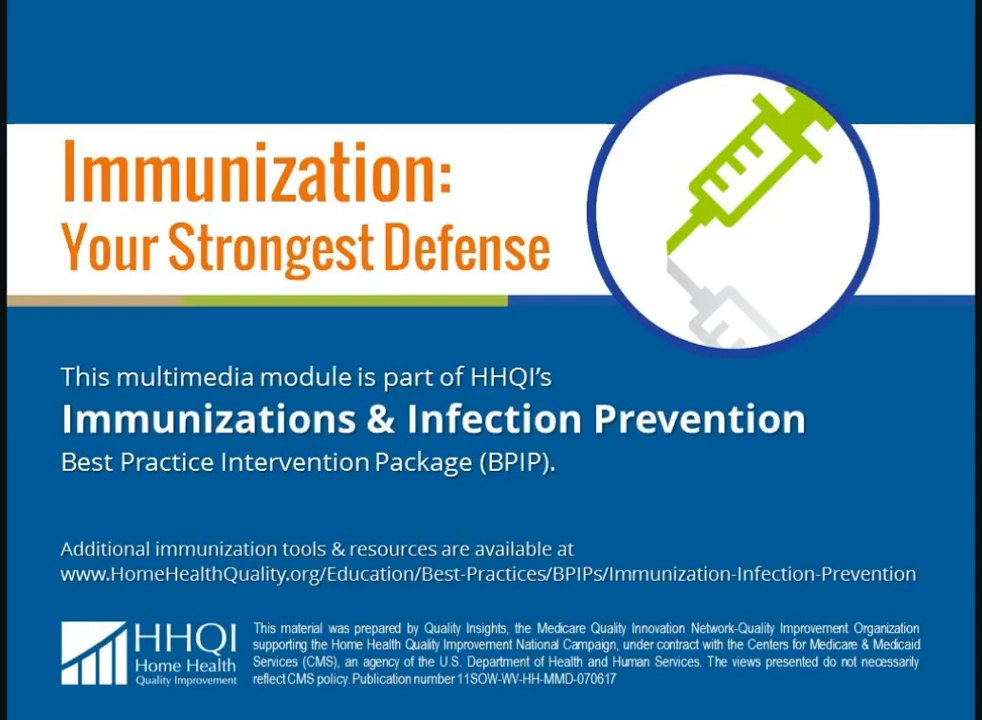 Immunization:
Your Strongest Defense
This multimedia module is part of HHQI's
Immunizations & Infection Prevention
Best Practice Intervention Package (BPIP).
Additional immunization tools & resources are available at
www.HomeHealthQuality.org/Education/Best-Practices/BPIPs/Immunization-Infection-Prevention
HHQI
Home Health
Quality Improvement
This material was prepared by Quality Insights, the Medicare Quality Innovation Network-Quality Improvement Organization
supporting the Home Health Quality Improvement National Campaign, under contract with the Centers for Medicare & Medicaid
Services (CMS), an agency of the U.S. Department of Health and Human Services. The views presented do not necessarily
reflect CMS policy. Publication number 11SOW-WV-HH-MMD-070617